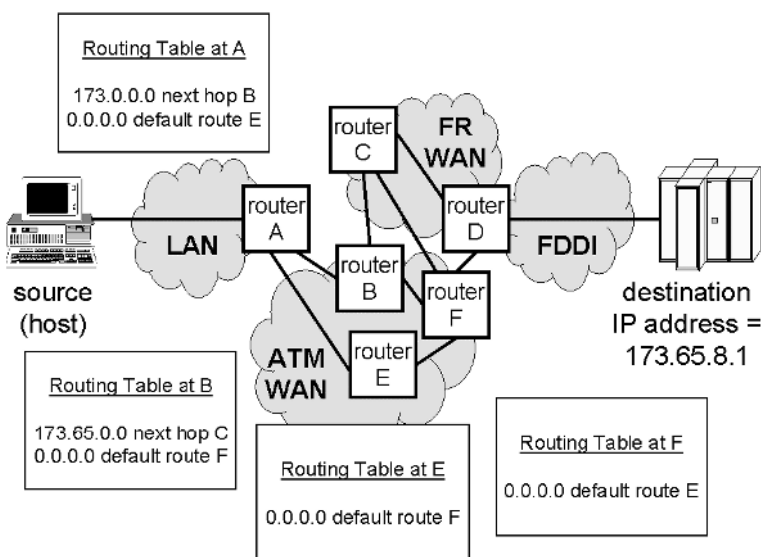 Routing Table at A
173.0.0.0 next hop B
0.0.0.0 default route E
router
C
FR
WAN
router
A
router
D
LAN
FDDI
router
B
router
F
source
(host)
destination
IP address =
173.65.8.1
router
E
ATM
WAN
Routing Table at B
173.65.0.0 next hop C
0.0.0.0 default route F
Routing Table at E
0.0.0.0 default route F
Routing Table at F
0.0.0.0 default route E